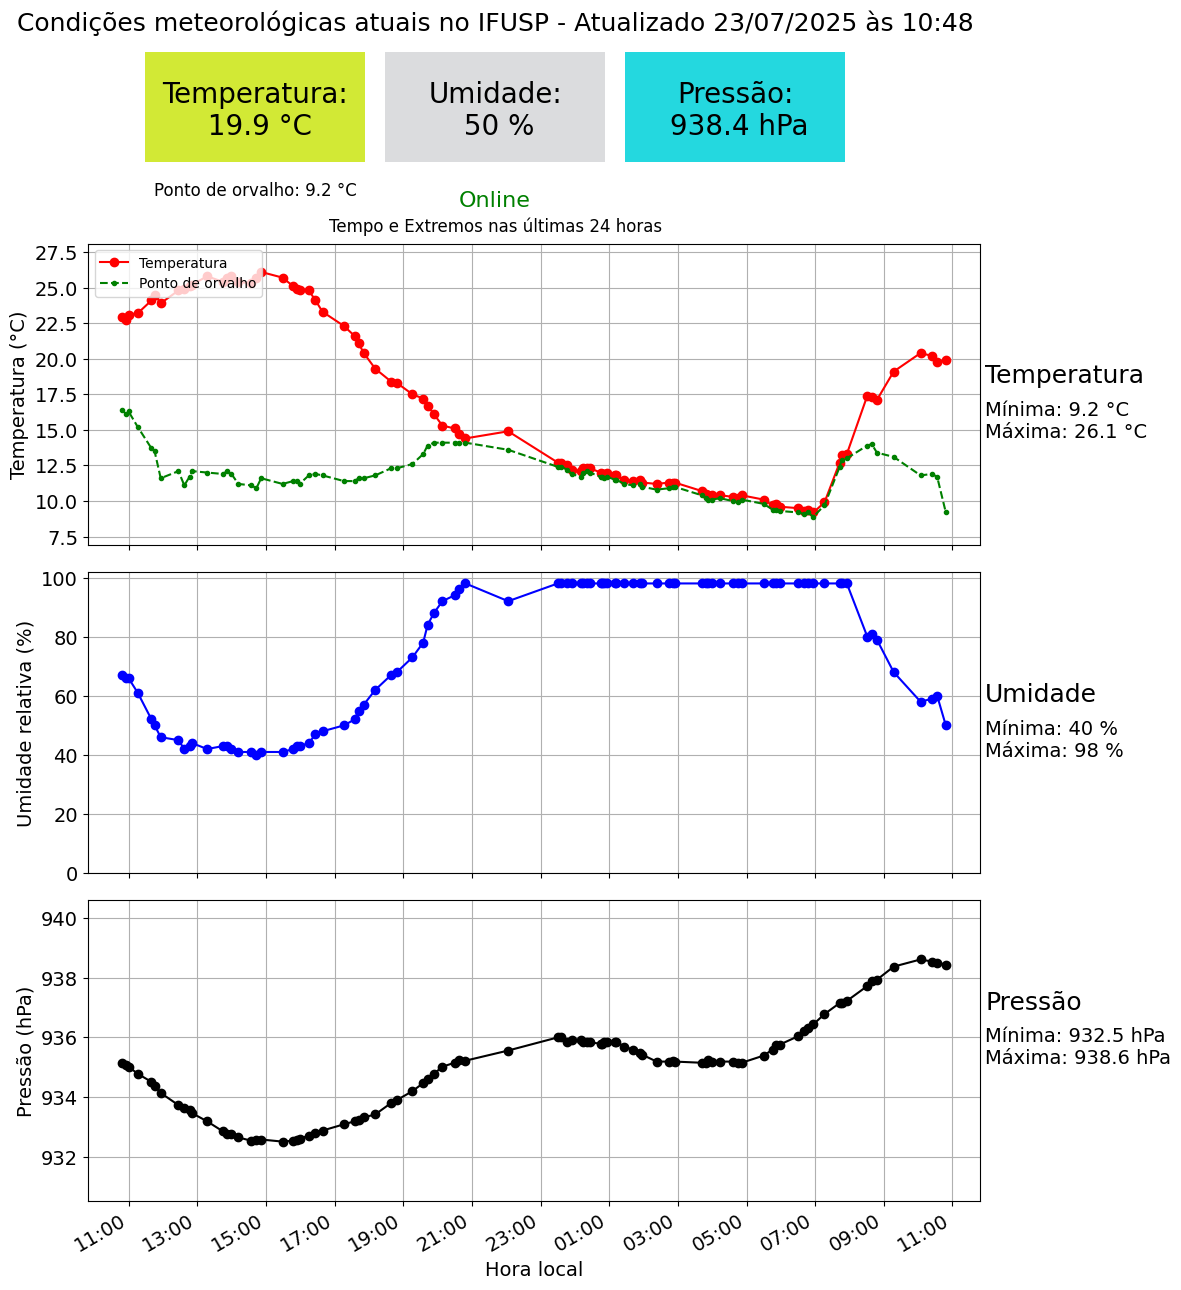 Condições meteorológicas atuais no IFUSP - Atualizado 23/07/2025 às 10:48
Temperatura:
19.9 °C
Umidade:
50 %
Pressão:
938.4 hPa
Ponto de orvalho: 9.2 °C
Online
Tempo e Extremos nas últimas 24 horas
Temperatura (°C)
27.5
25.0
22.5
20.0
17.5
15.0
12.5
10.0
7.5
Temperatura
Ponto de orvalho
Temperatura
Mínima: 9.2 °C
Máxima: 26.1 °C
Umidade relativa (%)
100
80
60
40
20
0
Umidade
Mínima: 40 %
Máxima: 98 %
Pressão (hPa)
940
938
936
934
932
Pressão
Mínima: 932.5 hPa
Máxima: 938.6 hPa
11:00 13:00 15:00 17:00 19:00 21:00 23:00 01:00 03:00 05:00 07:00 09:00 11:00
Hora local